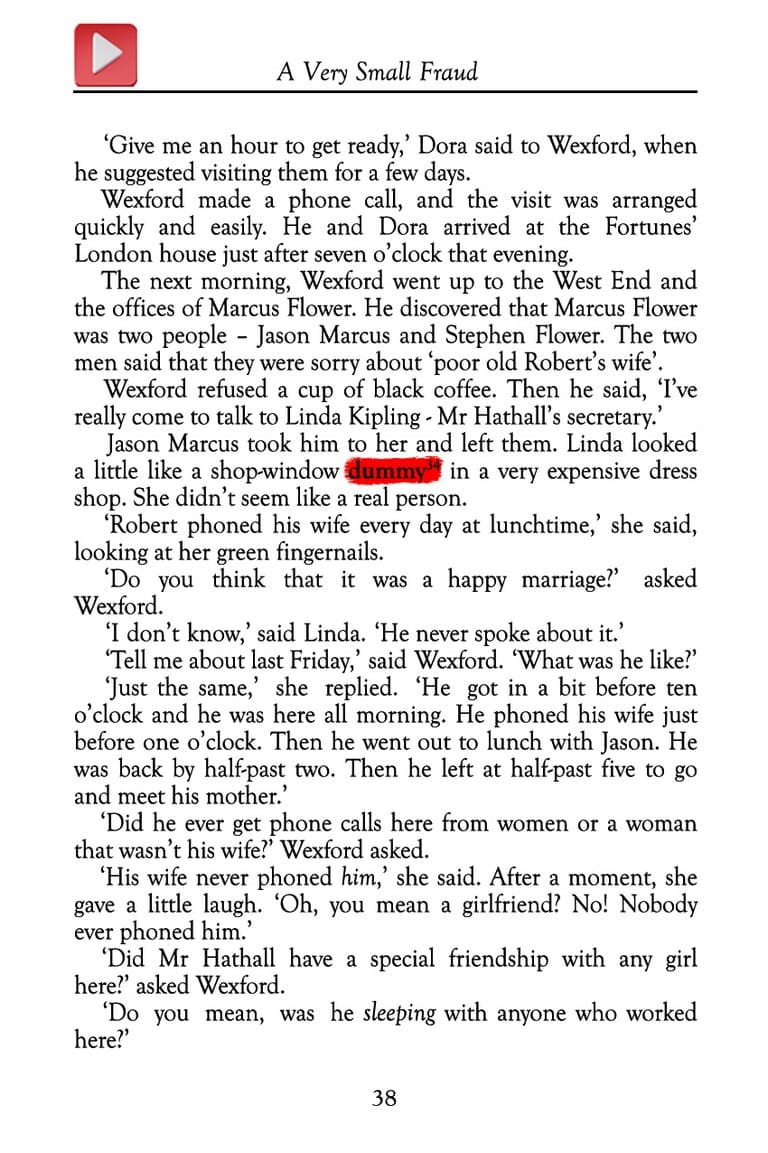 A Very Small Fraud
‘Give me an hour to get ready,’ Dora said to Wexford, when
he suggested visiting them for a few days.
Wexford made a phone call, and the visit was arranged
quickly and easily. He and Dora arrived at the Fortunes’
London house just after seven o’clock that evening.
The next morning, Wexford went up to the West End and
the offices of Marcus Flower. He discovered that Marcus Flower
was two people – Jason Marcus and Stephen Flower. The two
men said that they were sorry about ‘poor old Robert’s wife’.
Wexford refused a cup of black coffee. Then he said, ‘I’ve
really come to talk to Linda Kipling - Mr Hathall’s secretary.’
Jason Marcus took him to her and left them. Linda looked
a little like a shop-window dummy³⁴ in a very expensive dress
shop. She didn’t seem like a real person.
‘Robert phoned his wife every day at lunchtime,’ she said,
looking at her green fingernails.
‘Do you think that it was a happy marriage?’ asked
Wexford.
‘I don’t know,’ said Linda. ‘He never spoke about it.’
‘Tell me about last Friday,’ said Wexford. ‘What was he like?’
‘Just the same,’ she replied. ‘He got in a bit before ten
o’clock and he was here all morning. He phoned his wife just
before one o’clock. Then he went out to lunch with Jason. He
was back by half-past two. Then he left at half-past five to go
and meet his mother.’
‘Did he ever get phone calls here from women or a woman
that wasn’t his wife?’ Wexford asked.
‘His wife never phoned him,’ she said. After a moment, she
gave a little laugh. ‘Oh, you mean a girlfriend? No! Nobody
ever phoned him.’
‘Did Mr Hathall have a special friendship with any girl
here?’ asked Wexford.
‘Do you mean, was he sleeping with anyone who worked
here?’
38